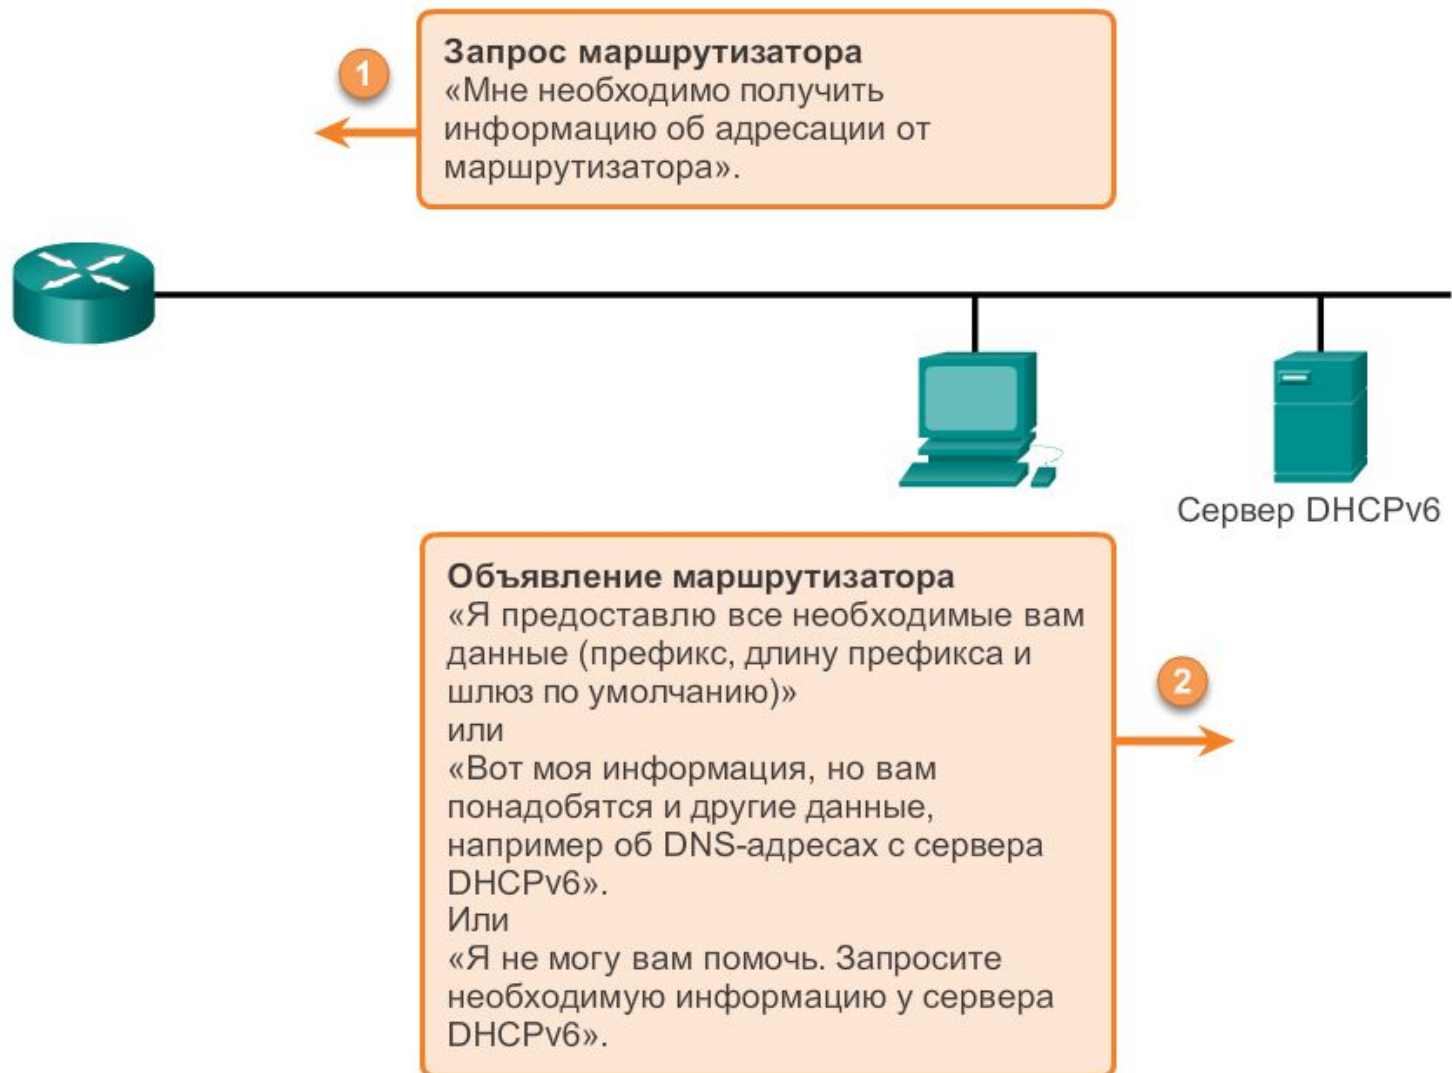 1
Запрос маршрутизатора
«Мне необходимо получить
информацию об адресации от
маршрутизатора».
Сервер DHCPv6
Объявление маршрутизатора
«Я предоставлю все необходимые вам
данные (префикс, длину префикса и
шлюз по умолчанию)»
или
«Вот моя информация, но вам
понадобятся и другие данные,
например об DNS-адресах с сервера
DHCPv6».
Или
«Я не могу вам помочь. Запросите
необходимую информацию у сервера
DHCPv6».
2